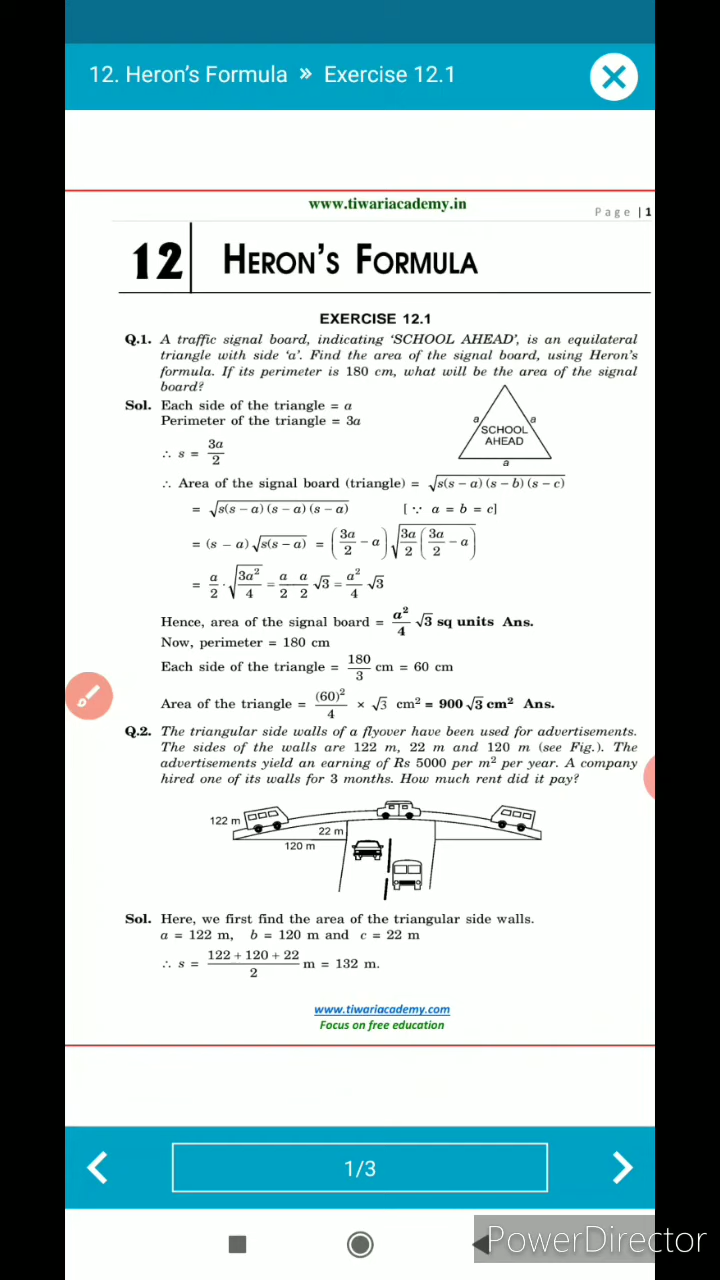 12. Heron's Formula » Exercise 12.1
www.tiwariacademy.in
Page | 1
12 HERON'S FORMULA
EXERCISE 12.1
Q.1. A traffic signal board, indicating 'SCHOOL AHEAD', is an equilateral
triangle with side 'a'. Find the area of the signal board, using Heron's
formula. If its perimeter is 180 cm, what will be the area of the signal
board?
Sol. Each side of the triangle = a
Perimeter of the triangle = 3a
a a
SCHOOL
AHEAD
a
∴ s = 3a/2
∴ Area of the signal board (triangle) = √(s(s – a) (s – b) (s – c))
= √(s(s – a) (s – a) (s – a)) [∵ a = b = c]
= (s – a) √(s(s – a)) = (3a/2 – a) √(3a/2 (3a/2 – a))
= a/2 . √(3a²/4) = a/2 a/2 √3 = a²/4 √3
Hence, area of the signal board = a²/4 √3 sq units Ans.
Now, perimeter = 180 cm
Each side of the triangle = 180/3 cm = 60 cm
Area of the triangle = (60)²/4 × √3 cm² = 900 √3 cm² Ans.
Q.2. The triangular side walls of a flyover have been used for advertisements.
The sides of the walls are 122 m, 22 m and 120 m (see Fig.). The
advertisements yield an earning of Rs 5000 per m² per year. A company
hired one of its walls for 3 months. How much rent did it pay?
122 m
22 m
120 m
Sol. Here, we first find the area of the triangular side walls.
a = 122 m, b = 120 m and c = 22 m
∴ s = (122 + 120 + 22)/2 m = 132 m.
www.tiwariacademy.com
Focus on free education
1/3
PowerDirector